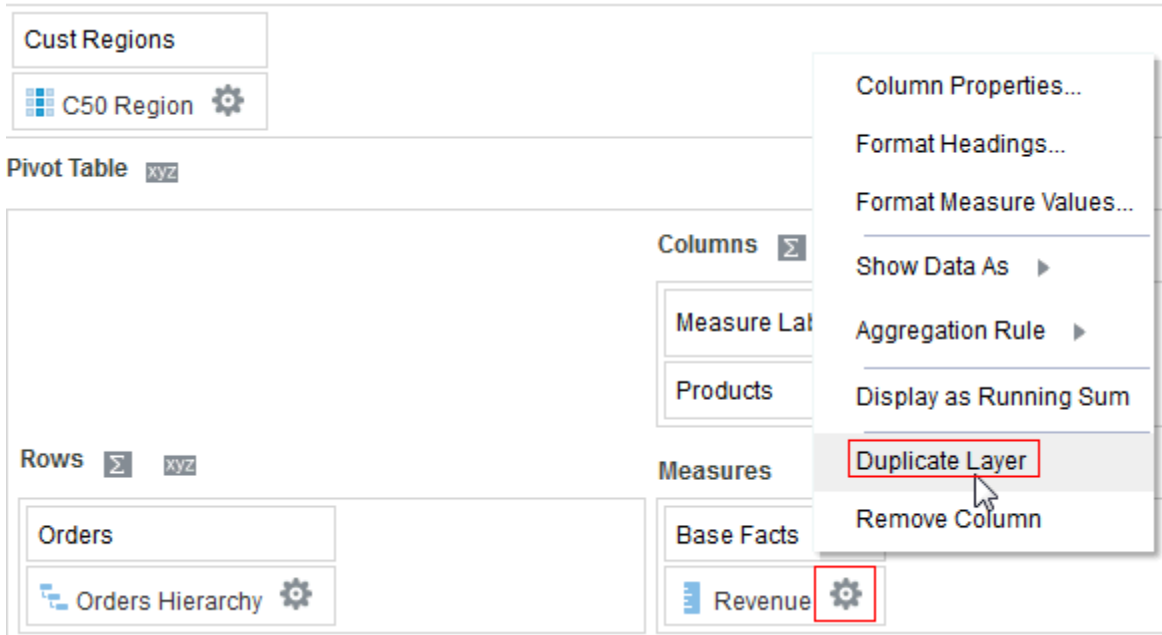 Cust Regions
C50 Region
Pivot Table xyz
Columns Σ
Measure Lab
Products
Rows Σ xyz
Orders
Orders Hierarchy
Measures
Base Facts
Revenue
Column Properties...
Format Headings...
Format Measure Values...
Show Data As
Aggregation Rule
Display as Running Sum
Duplicate Layer
Remove Column